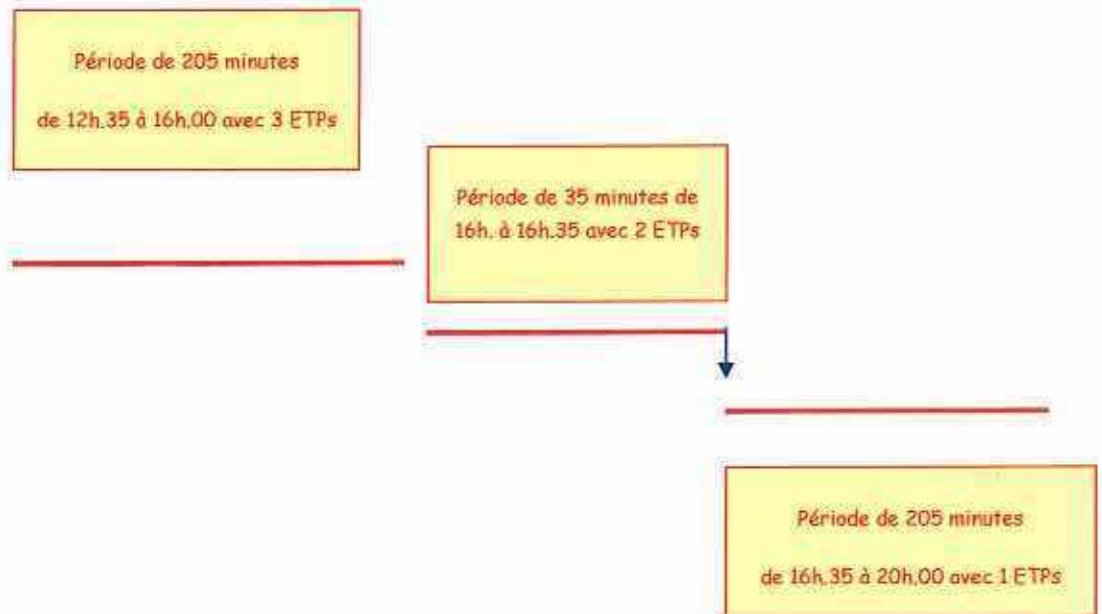 Période de 205 minutes
de 12h.35 à 16h.00 avec 3 ETPs
Période de 35 minutes de
16h. à 16h.35 avec 2 ETPs
Période de 205 minutes
de 16h.35 à 20h.00 avec 1 ETPs